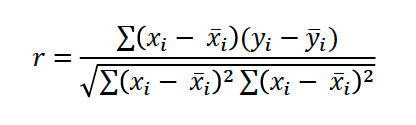 r = ∑(xᵢ − x̄ᵢ)(yᵢ − ȳᵢ) / √(∑(xᵢ − x̄ᵢ)² ∑(xᵢ − x̄ᵢ)²)